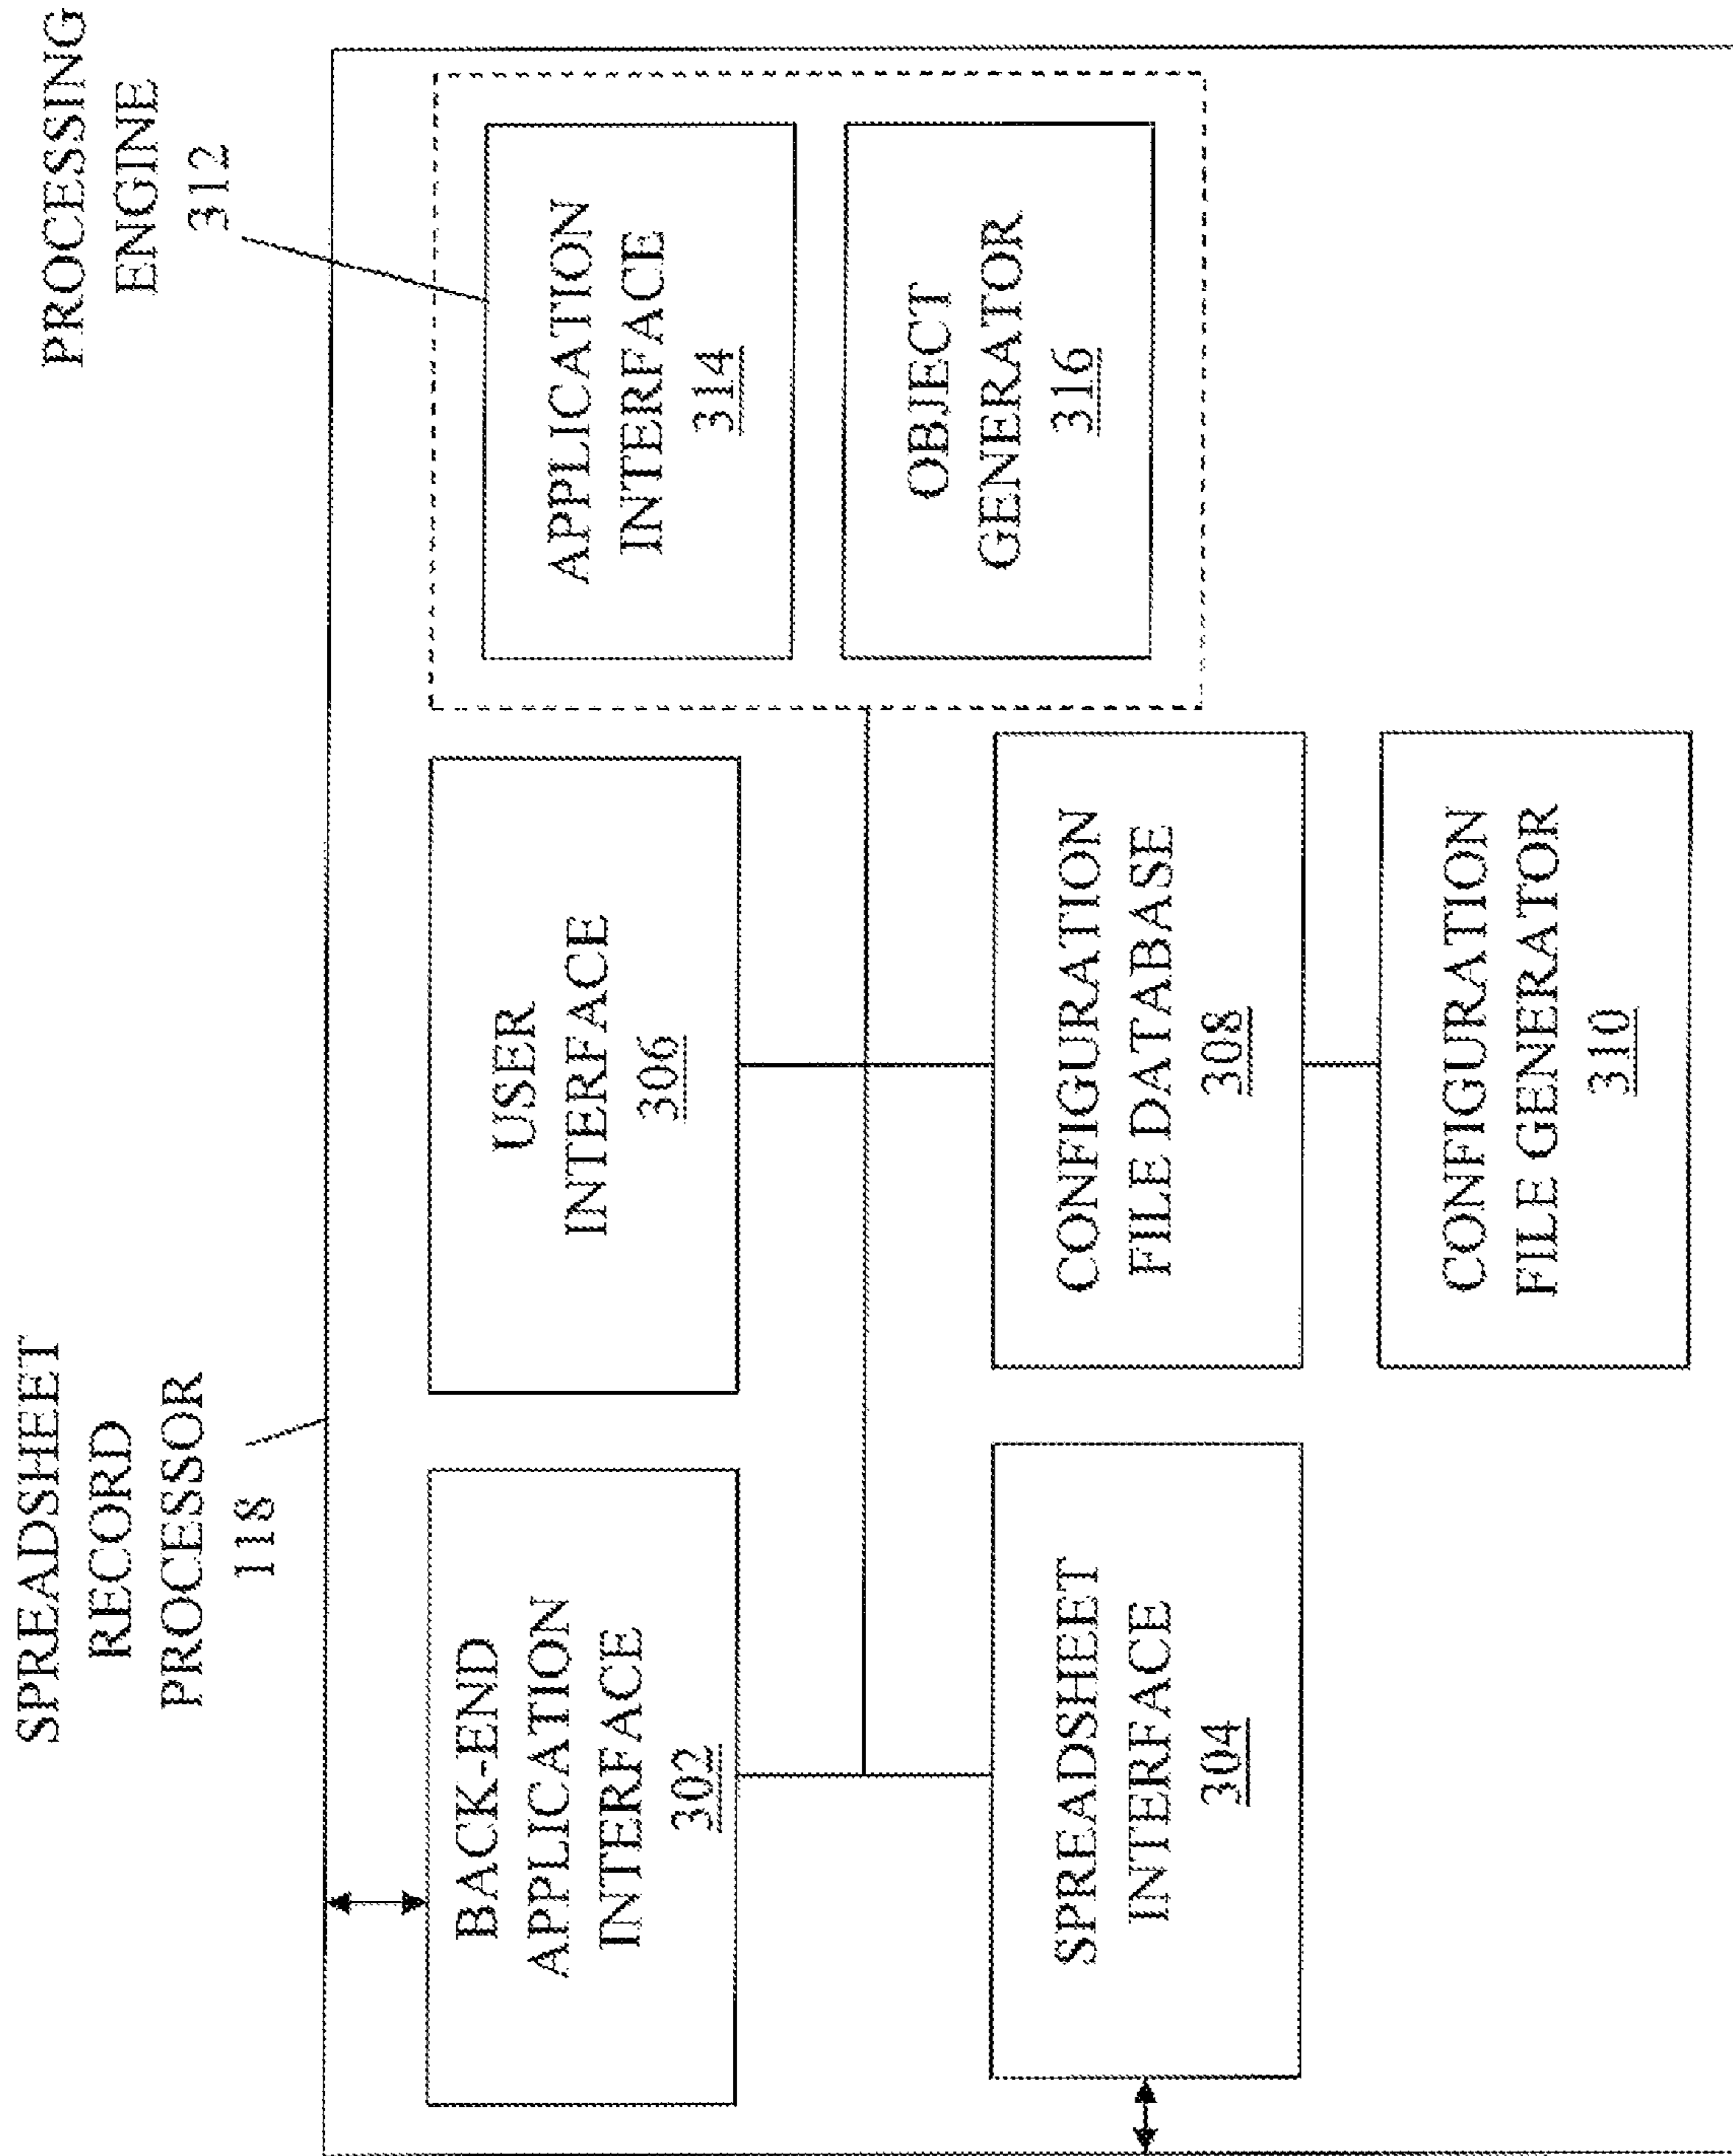 SPREADSHEET
RECORD
PROCESSOR
118
PROCESSING
ENGINE
312
BACK-END
APPLICATION
INTERFACE
302
USER
INTERFACE
306
APPLICATION
INTERFACE
314
OBJECT
GENERATOR
316
SPREADSHEET
INTERFACE
304
CONFIGURATION
FILE DATABASE
308
CONFIGURATION
FILE GENERATOR
310